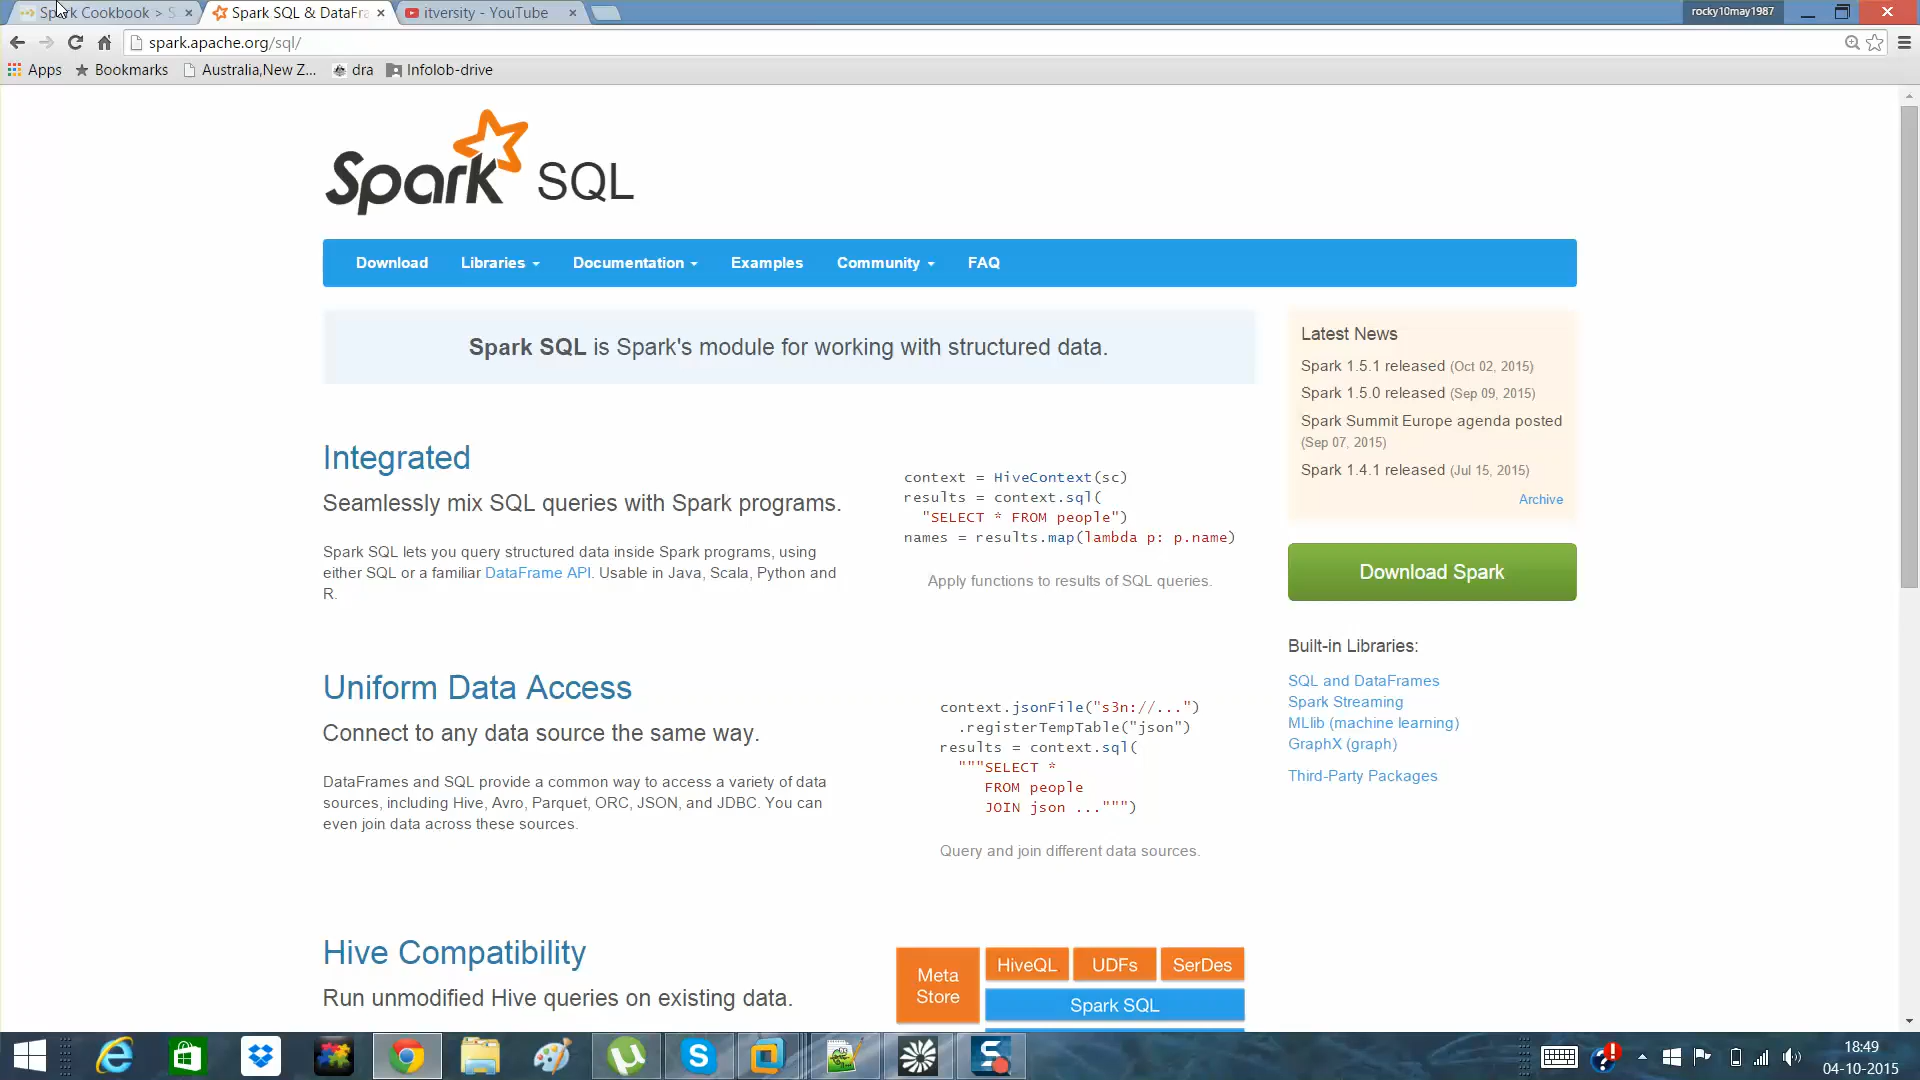 Spark Cookbook > S
Spark SQL & DataFra
itversity - YouTube
rocky10may1987
spark.apache.org/sql/
Apps
Bookmarks
Australia,New Z...
dra
Infolob-drive
Spark SQL
Download
Libraries
Documentation
Examples
Community
FAQ
Spark SQL is Spark's module for working with structured data.
Integrated
Seamlessly mix SQL queries with Spark programs.
Spark SQL lets you query structured data inside Spark programs, using
either SQL or a familiar DataFrame API. Usable in Java, Scala, Python and
R.
context = HiveContext(sc)
results = context.sql(
"SELECT * FROM people")
names = results.map(lambda p: p.name)
Apply functions to results of SQL queries.
Uniform Data Access
Connect to any data source the same way.
DataFrames and SQL provide a common way to access a variety of data
sources, including Hive, Avro, Parquet, ORC, JSON, and JDBC. You can
even join data across these sources.
context.jsonFile("s3n://...")
.registerTempTable("json")
results = context.sql(
"""SELECT *
FROM people
JOIN json ...""")
Query and join different data sources.
Hive Compatibility
Run unmodified Hive queries on existing data.
Meta
Store
HiveQL
UDFs
SerDes
Spark SQL
Latest News
Spark 1.5.1 released (Oct 02, 2015)
Spark 1.5.0 released (Sep 09, 2015)
Spark Summit Europe agenda posted
(Sep 07, 2015)
Spark 1.4.1 released (Jul 15, 2015)
Archive
Download Spark
Built-in Libraries:
SQL and DataFrames
Spark Streaming
MLlib (machine learning)
GraphX (graph)
Third-Party Packages
18:49
04-10-2015